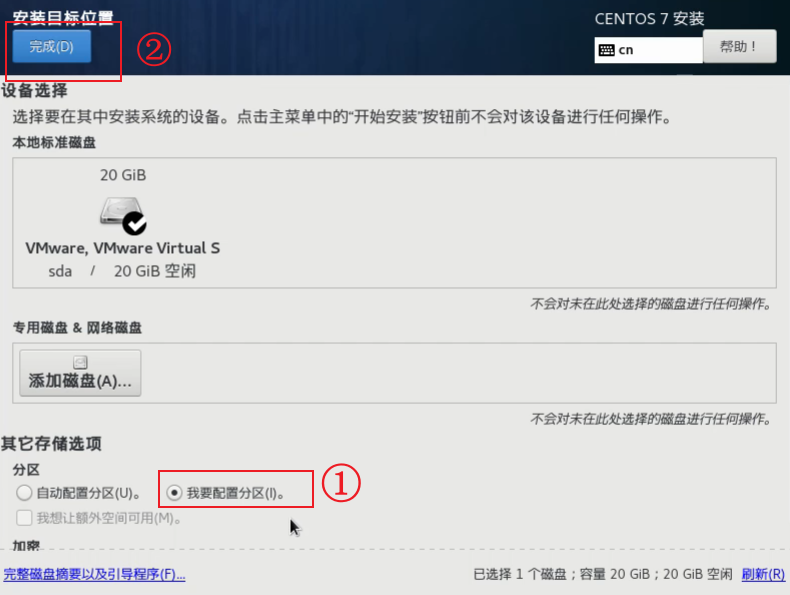 安装目标位置
CENTOS 7 安装
完成(D)
②
cn
帮助！
设备选择
选择要在其中安装系统的设备。点击主菜单中的“开始安装”按钮前不会对该设备进行任何操作。
本地标准磁盘
20 GiB
VMware, VMware Virtual S
sda / 20 GiB 空闲
不会对未在此处选择的磁盘进行任何操作。
专用磁盘 & 网络磁盘
添加磁盘(A)...
不会对未在此处选择的磁盘进行任何操作。
其它存储选项
分区
自动配置分区(U)。 我要配置分区(I)。 ①
我想让额外空间可用(M)。
加密
完整磁盘摘要以及引导程序(F)... 已选择 1 个磁盘；容量 20 GiB；20 GiB 空闲 刷新(R)